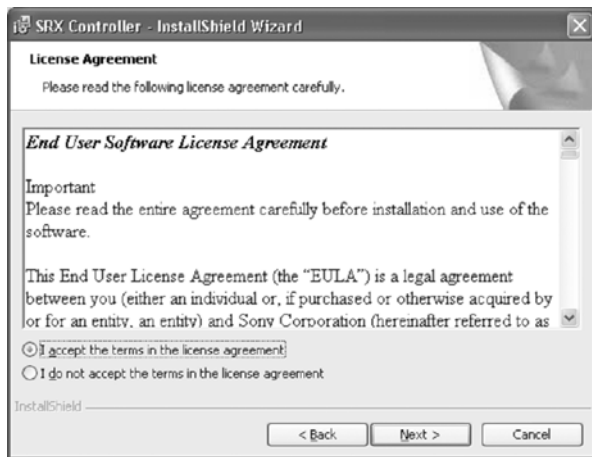 SRX Controller - InstallShield Wizard
License Agreement
Please read the following license agreement carefully.
End User Software License Agreement
Important
Please read the entire agreement carefully before installation and use of the
software.
This End User License Agreement (the “EULA”) is a legal agreement
between you (either an individual or, if purchased or otherwise acquired by
or for an entity, an entity) and Sony Corporation (hereinafter referred to as
I accept the terms in the license agreement
I do not accept the terms in the license agreement
InstallShield
< Back Next > Cancel